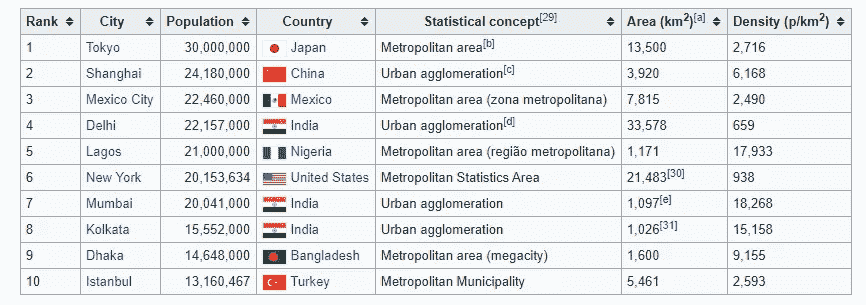 Rank City Population Country Statistical concept[29] Area (km2)[a] Density (p/km2)
1 Tokyo 30,000,000 Japan Metropolitan area[b] 13,500 2,716
2 Shanghai 24,180,000 China Urban agglomeration[c] 3,920 6,168
3 Mexico City 22,460,000 Mexico Metropolitan area (zona metropolitana) 7,815 2,490
4 Delhi 22,157,000 India Urban agglomeration[d] 33,578 659
5 Lagos 21,000,000 Nigeria Metropolitan area (região metropolitana) 1,171 17,933
6 New York 20,153,634 United States Metropolitan Statistics Area 21,483[30] 938
7 Mumbai 20,041,000 India Urban agglomeration 1,097[e] 18,268
8 Kolkata 15,552,000 India Urban agglomeration 1,026[31] 15,158
9 Dhaka 14,648,000 Bangladesh Metropolitan area (megacity) 1,600 9,155
10 Istanbul 13,160,467 Turkey Metropolitan Municipality 5,461 2,593